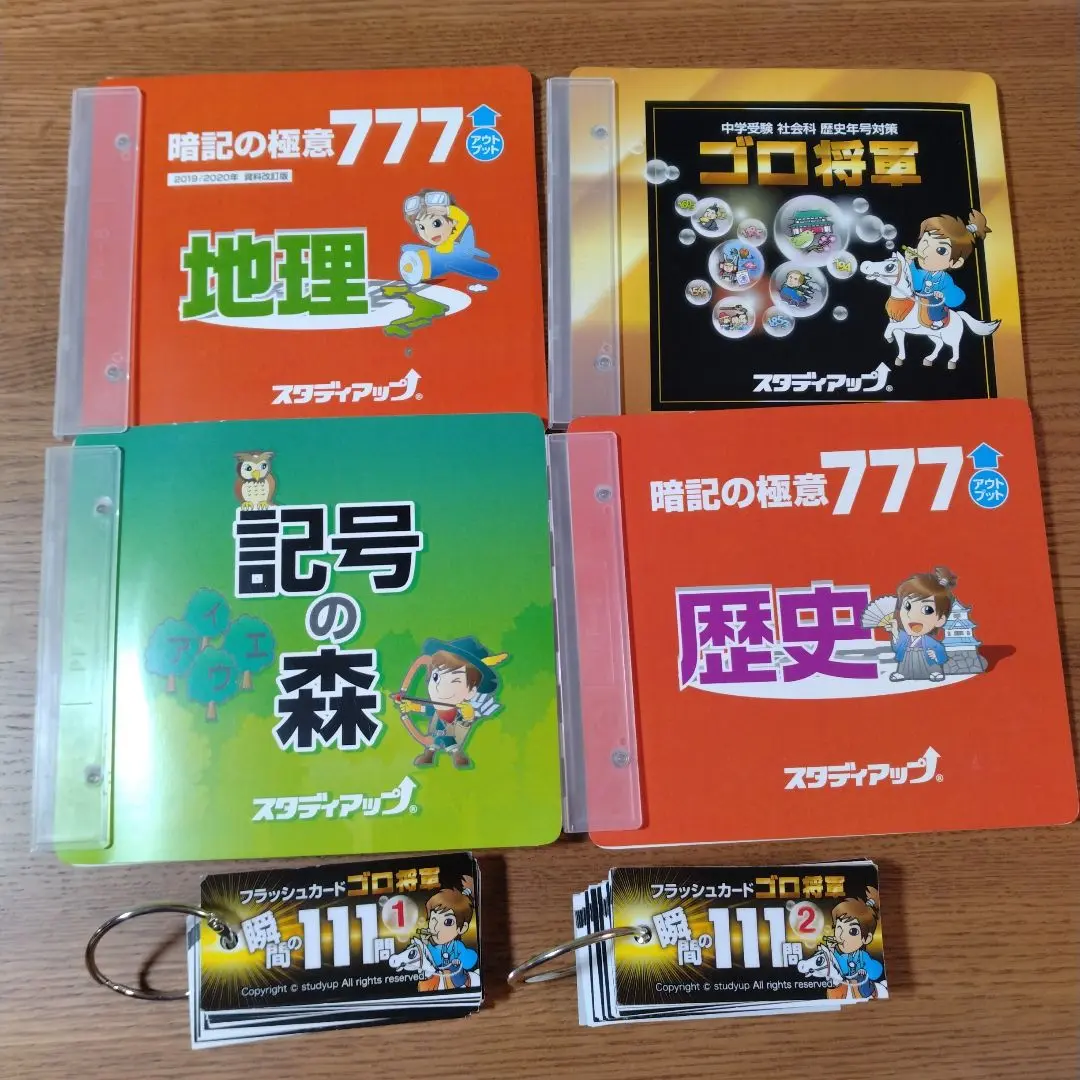 暗記の極意777
アウトプット
2019/2020年 資料改訂版
地理
スタディアップ®
中学受験 社会科 歴史年号対策
ゴロ将軍
794
スタディアップ®
記号
の
森
ア
イ
ウ
エ
スタディアップ®
暗記の極意777
アウトプット
歴史
スタディアップ®
フラッシュカード ゴロ将軍
瞬間の111問
1
Copyright © studyup All rights reserved.
フラッシュカード ゴロ将軍
瞬間の111問
2
Copyright © studyup All rights reserved.